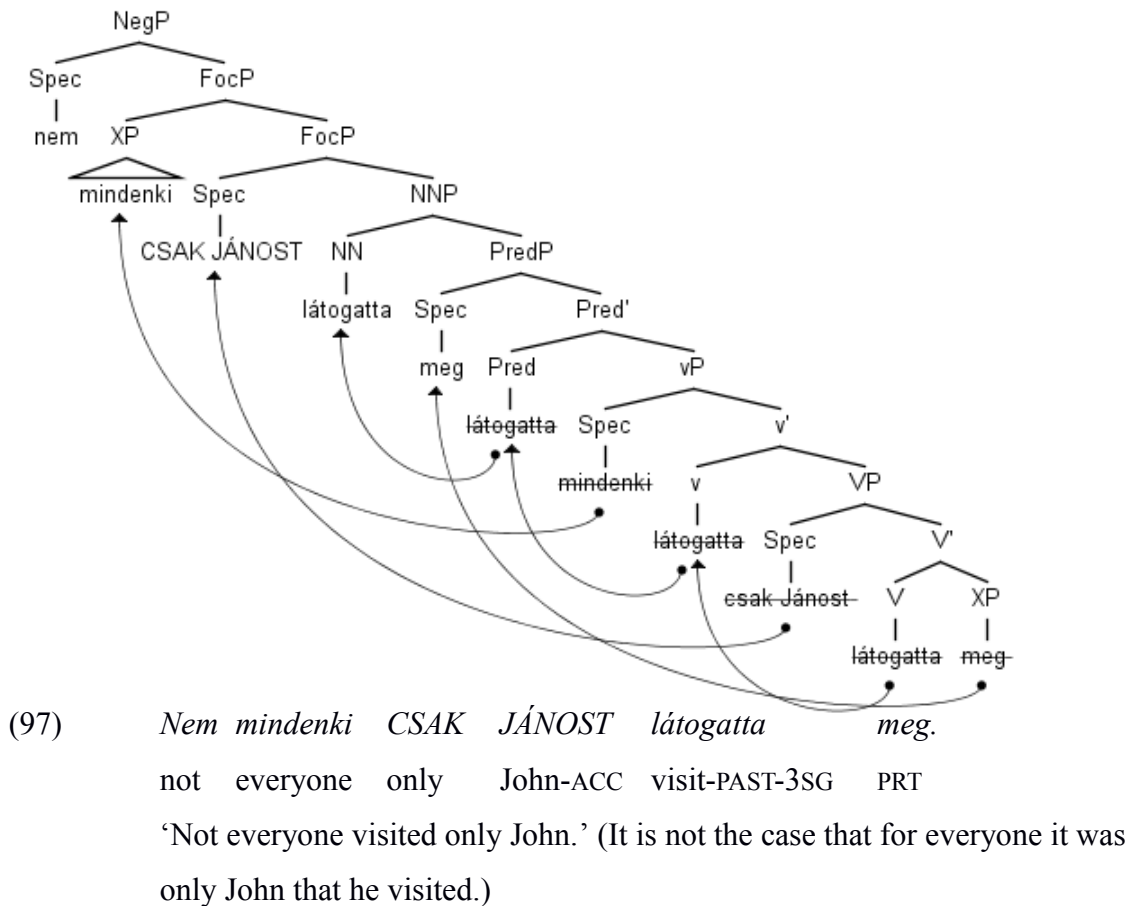 NegP
Spec FocP
nem XP FocP
mindenki Spec NNP
CSAK JÁNOST NN PredP
látogatta Spec Pred'
meg Pred vP
látogatta Spec v'
mindenki v VP
látogatta Spec V'
csak János​t V XP
látogatta meg
(97) Nem mindenki CSAK JÁNOST látogatta meg.
not everyone only John-ACC visit-PAST-3SG PRT
‘Not everyone visited only John.’ (It is not the case that for everyone it was
only John that he visited.)